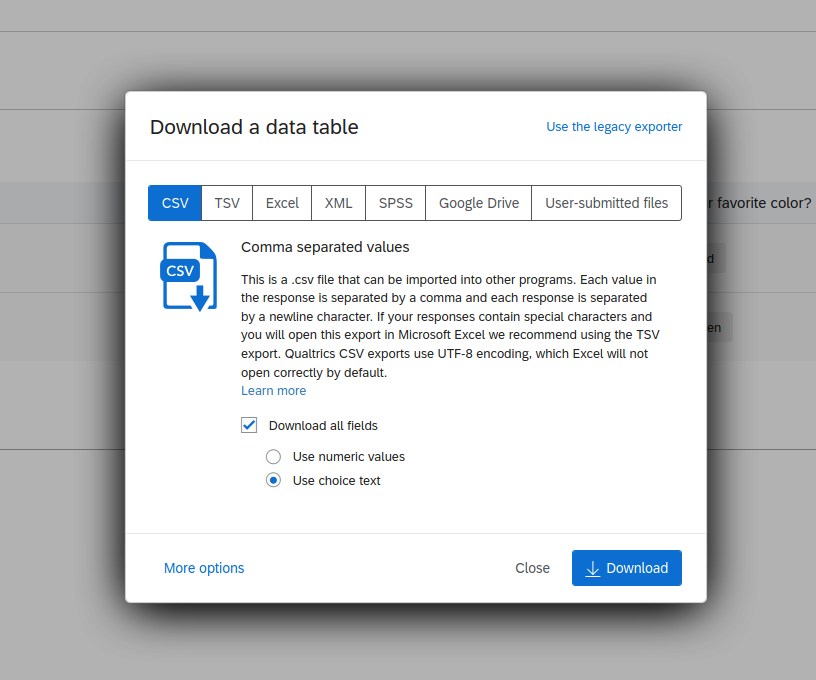 Download a data table
Use the legacy exporter
CSV
TSV
Excel
XML
SPSS
Google Drive
User-submitted files
favorite color?
CSV
Comma separated values
This is a .csv file that can be imported into other programs. Each value in
the response is separated by a comma and each response is separated
by a newline character. If your responses contain special characters and
you will open this export in Microsoft Excel we recommend using the TSV
export. Qualtrics CSV exports use UTF-8 encoding, which Excel will not
open correctly by default.
Learn more
Download all fields
Use numeric values
Use choice text
More options
Close
Download